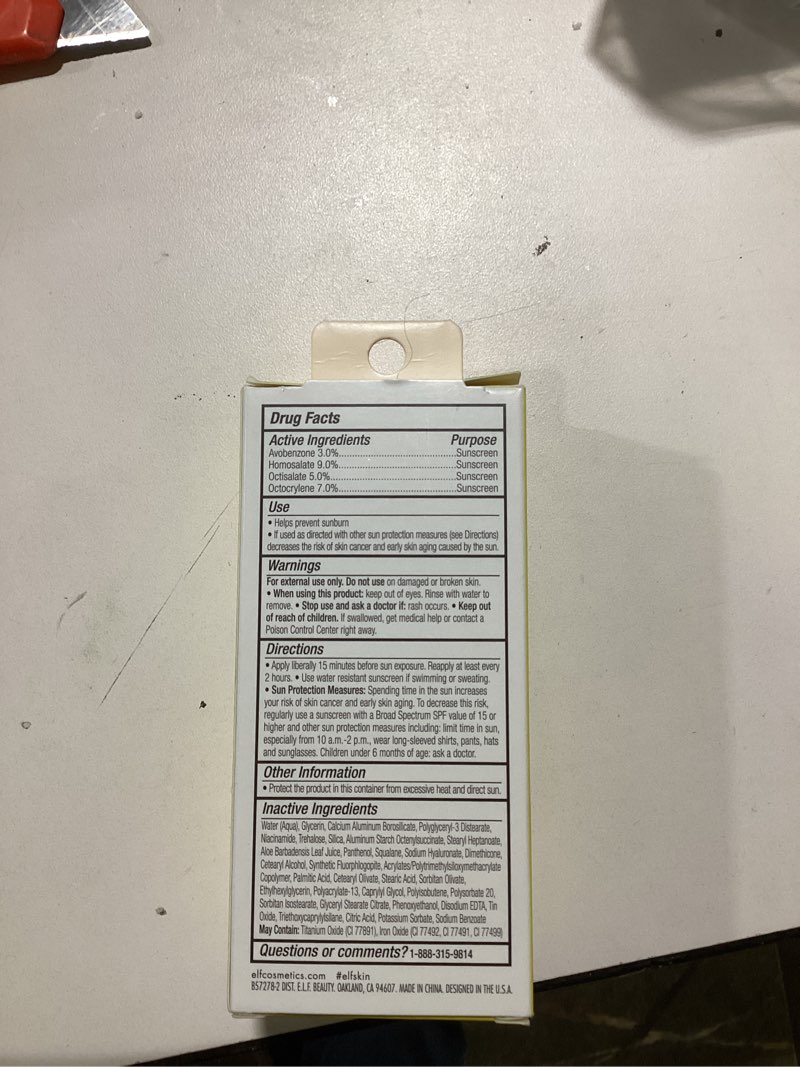 Drug Facts
Active Ingredients Purpose
Avobenzone 3.0%..........................................Sunscreen
Homosalate 9.0%..........................................Sunscreen
Octisalate 5.0%.............................................Sunscreen
Octocrylene 7.0%..........................................Sunscreen
Use
• Helps prevent sunburn
• If used as directed with other sun protection measures (see Directions)
decreases the risk of skin cancer and early skin aging caused by the sun.
Warnings
For external use only. Do not use on damaged or broken skin.
• When using this product: keep out of eyes. Rinse with water to
remove. • Stop use and ask a doctor if: rash occurs. • Keep out
of reach of children. If swallowed, get medical help or contact a
Poison Control Center right away.
Directions
• Apply liberally 15 minutes before sun exposure. Reapply at least every
2 hours. • Use water resistant sunscreen if swimming or sweating.
• Sun Protection Measures: Spending time in the sun increases
your risk of skin cancer and early skin aging. To decrease this risk,
regularly use a sunscreen with a Broad Spectrum SPF value of 15 or
higher and other sun protection measures including: limit time in sun,
especially from 10 a.m.-2 p.m., wear long-sleeved shirts, pants, hats
and sunglasses. Children under 6 months of age: ask a doctor.
Other Information
• Protect the product in this container from excessive heat and direct sun.
Inactive Ingredients
Water (Aqua), Glycerin, Calcium Aluminum Borosilicate, Polyglyceryl-3 Distearate,
Niacinamide, Trehalose, Silica, Aluminum Starch Octenylsuccinate, Stearyl Heptanoate,
Aloe Barbadensis Leaf Juice, Panthenol, Squalane, Sodium Hyaluronate, Dimethicone,
Cetearyl Alcohol, Synthetic Fluorphlogopite, Acrylates/Polytrimethylsiloxymethacrylate
Copolymer, Palmitic Acid, Cetearyl Olivate, Stearic Acid, Sorbitan Olivate,
Ethylhexylglycerin, Polyacrylate-13, Caprylyl Glycol, Polyisobutene, Polysorbate 20,
Sorbitan Isostearate, Glyceryl Stearate Citrate, Phenoxyethanol, Disodium EDTA, Tin
Oxide, Triethoxycaprylylsilane, Citric Acid, Potassium Sorbate, Sodium Benzoate
May Contain: Titanium Oxide (CI 77891), Iron Oxide (CI 77492, CI 77491, CI 77499)
Questions or comments? 1-888-315-9814
elfcosmetics.com #elfskin
B57278-2 DIST. E.L.F. BEAUTY. OAKLAND, CA 94607. MADE IN CHINA. DESIGNED IN THE U.S.A.